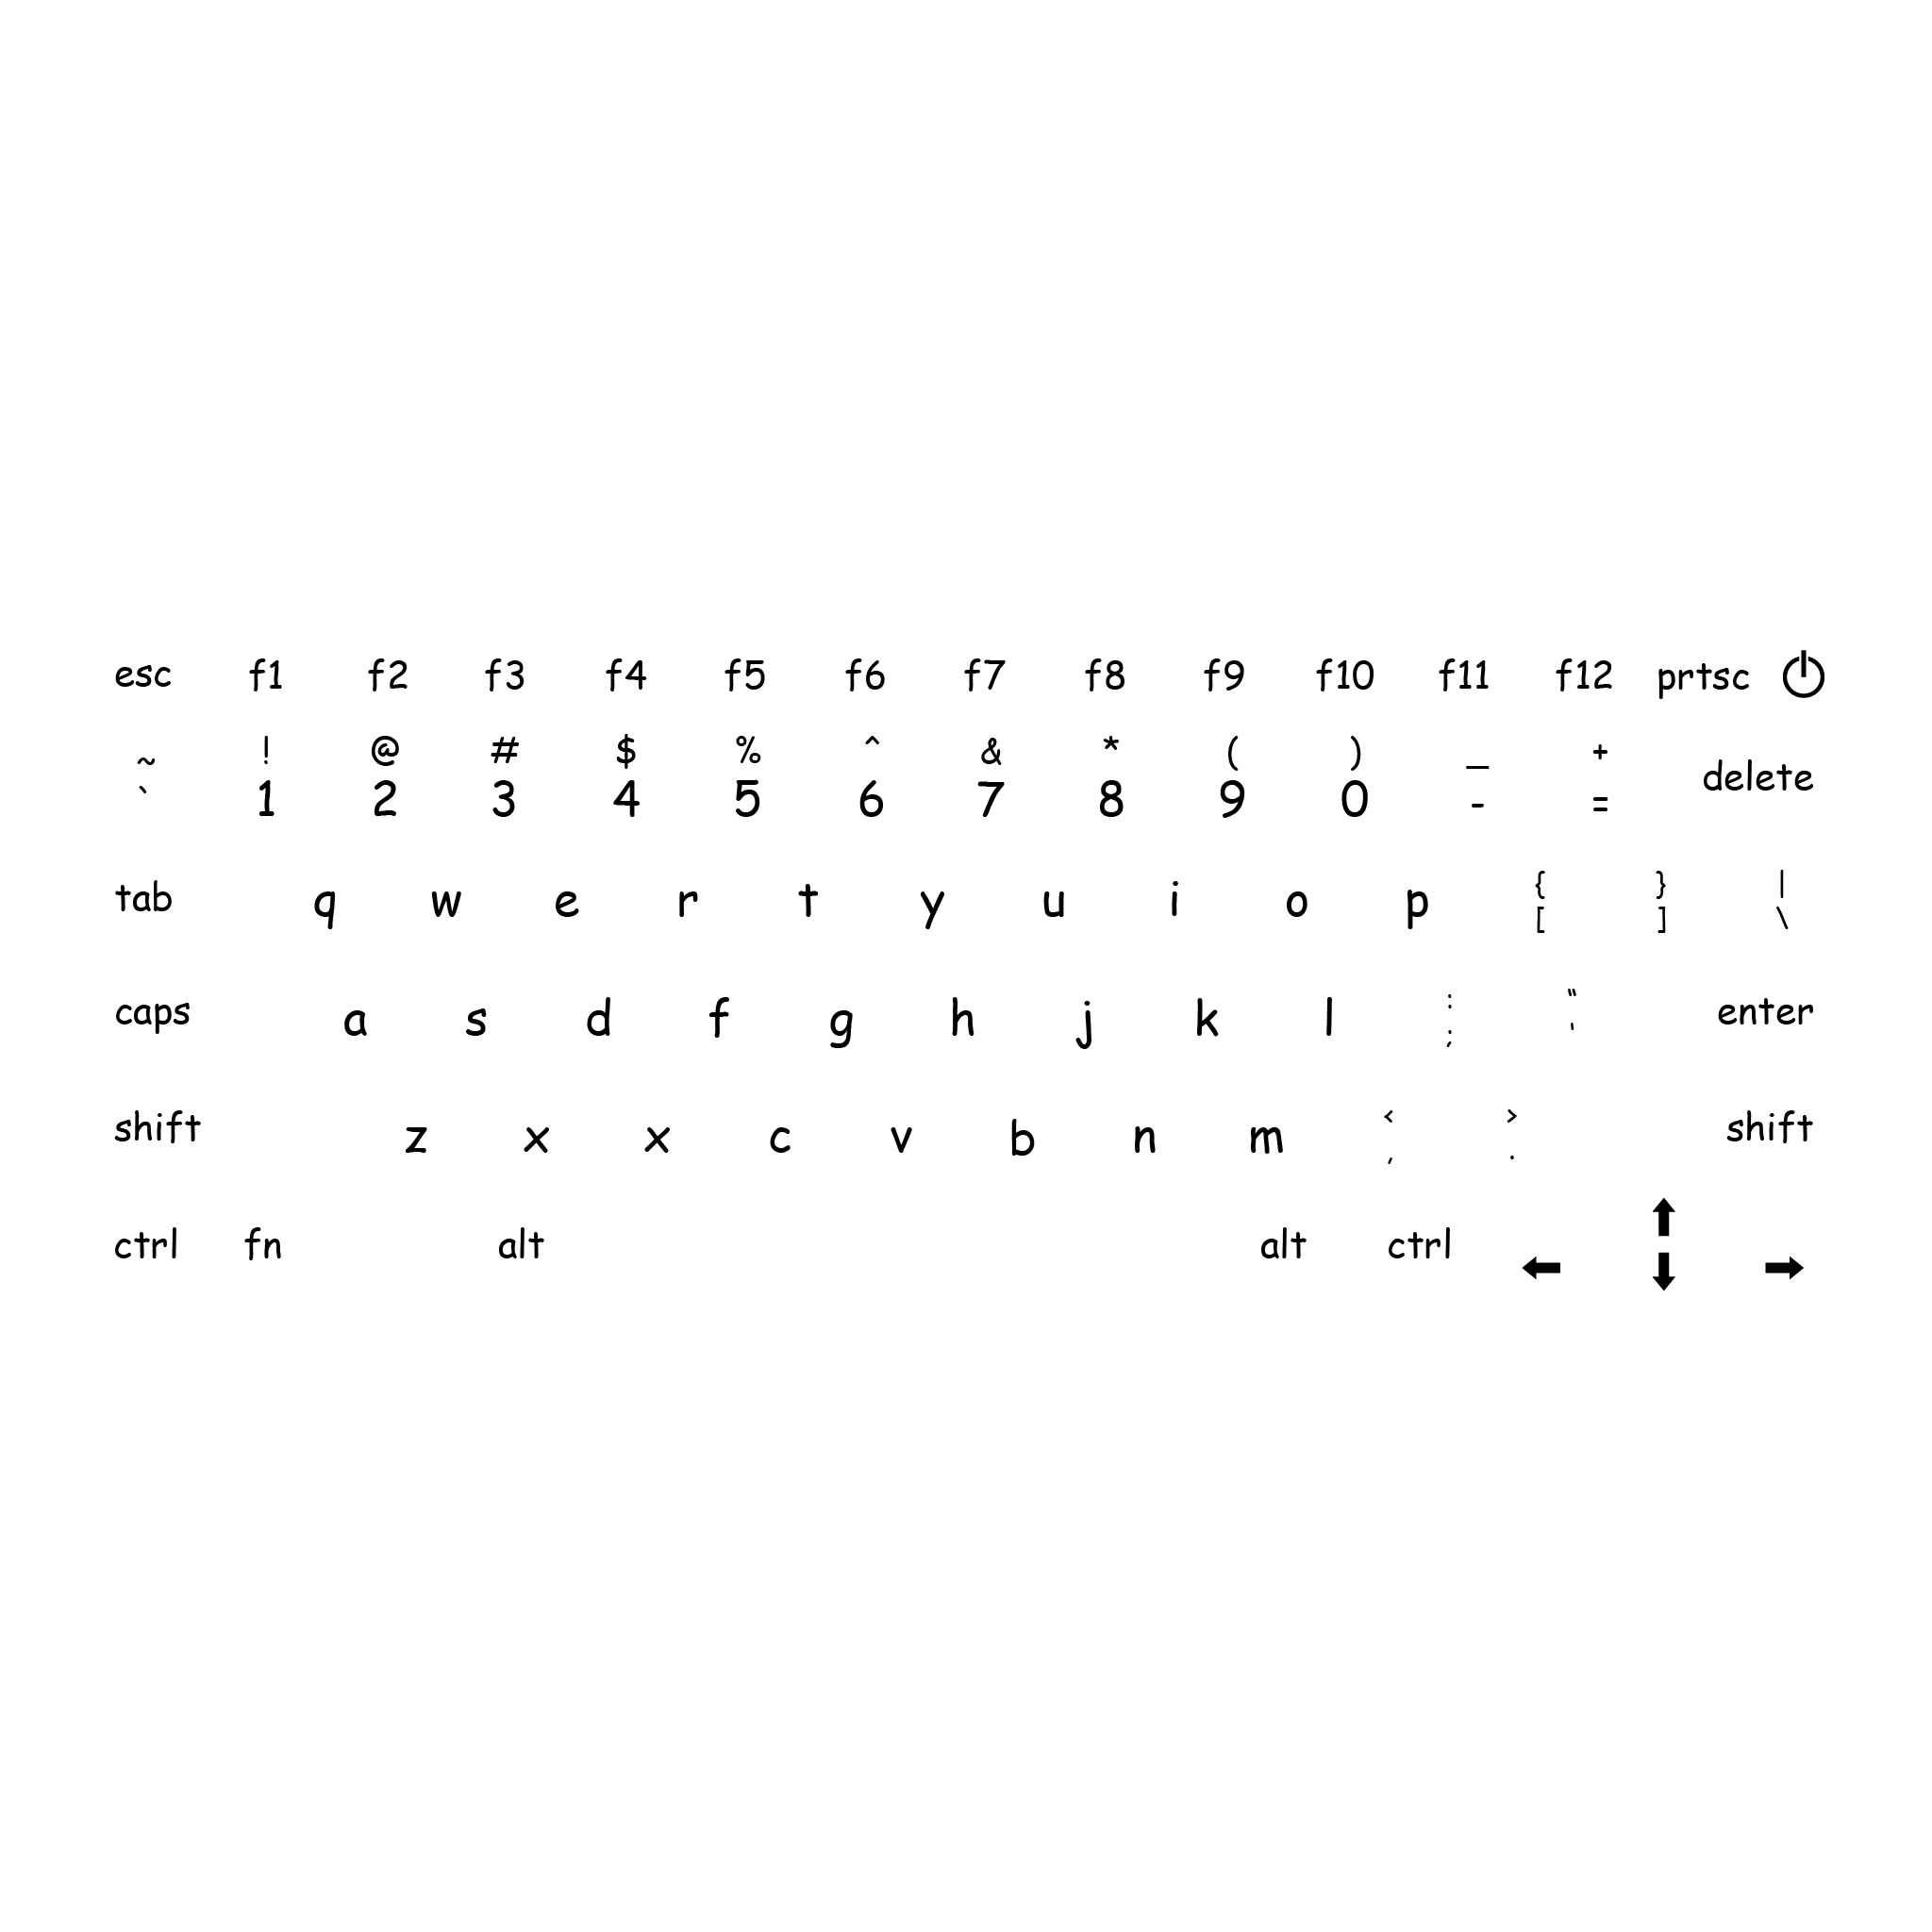 esc f1 f2 f3 f4 f5 f6 f7 f8 f9 f10 f11 f12 prtsc
~ ! @ # $ % ^ & * ( ) _ +
` 1 2 3 4 5 6 7 8 9 0 - = delete
tab q w e r t y u i o p { } |
[ ] \
caps a s d f g h j k l : " enter
; '
shift z x x c v b n m < > shift
, .
ctrl fn alt alt ctrl